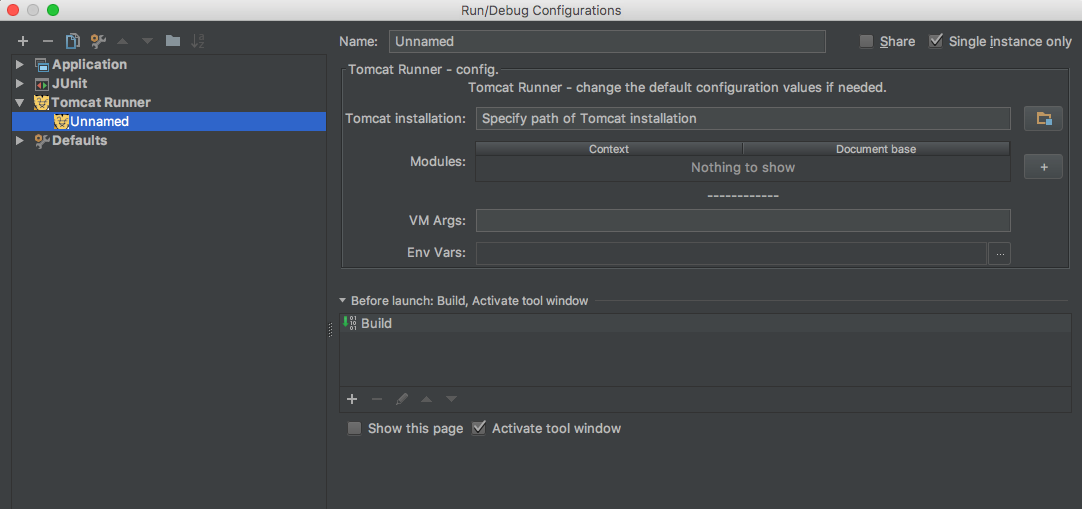 Run/Debug Configurations
Name: Unnamed Share Single instance only
Application
JUnit
Tomcat Runner
Unnamed
Defaults
Tomcat Runner - config.
Tomcat Runner - change the default configuration values if needed.
Tomcat installation: Specify path of Tomcat installation
Modules: Context Document base
Nothing to show
+
------------
VM Args:
Env Vars: ...
Before launch: Build, Activate tool window
Build
Show this page Activate tool window